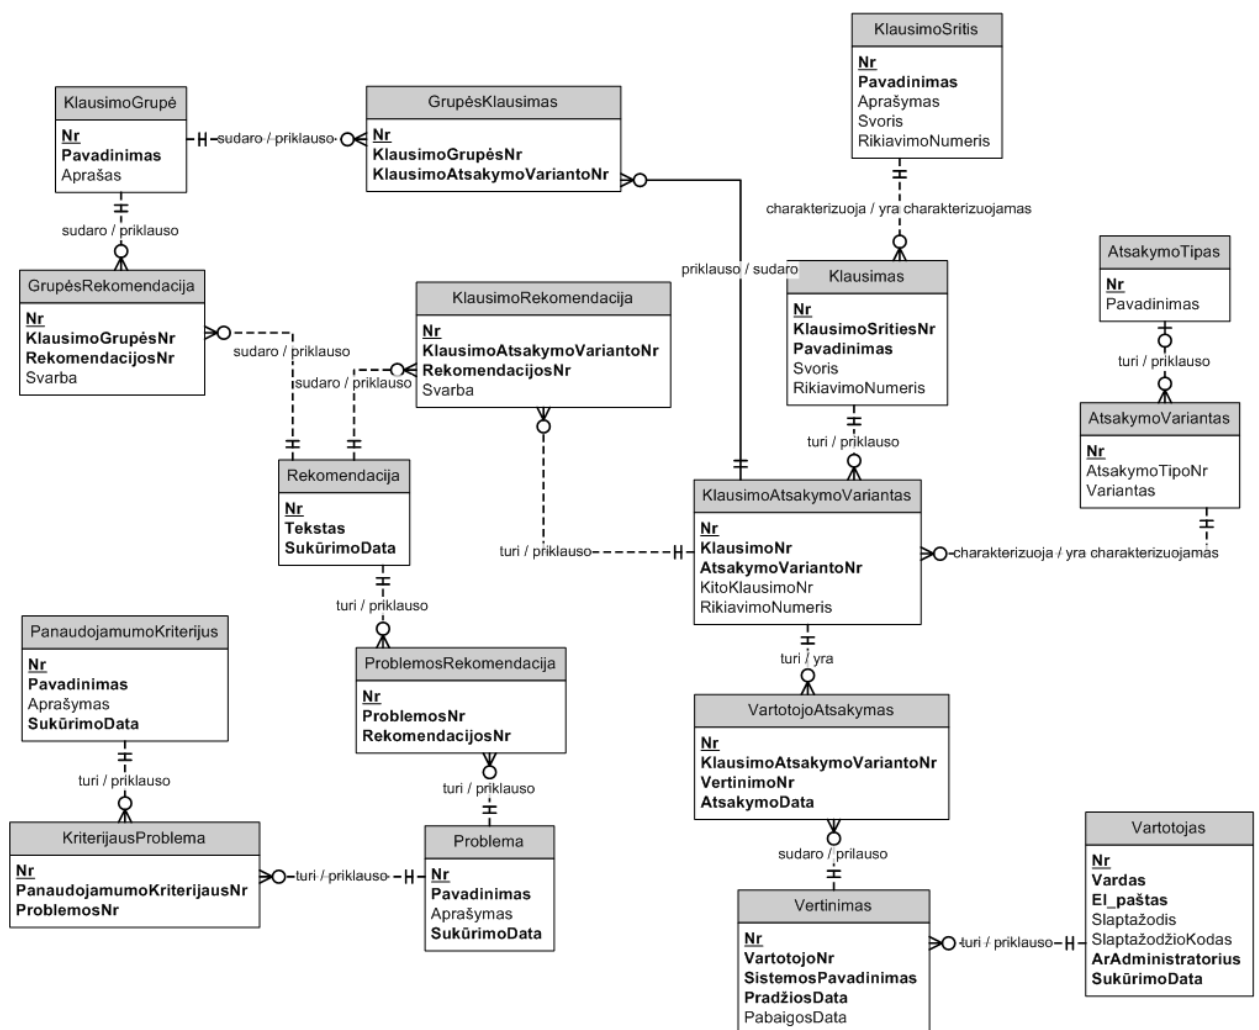 KlausimoSritis
Nr
Pavadinimas
Aprašymas
Svoris
RikiavimoNumeris
KlausimoGrupė
Nr
Pavadinimas
Aprašas
sudaro / priklauso
GrupėsKlausimas
Nr
KlausimoGrupėsNr
KlausimoAtsakymoVariantoNr
charakterizuoja / yra charakterizuojamas
sudaro / priklauso
priklauso / sudaro
GrupėsRekomendacija
Nr
KlausimoGrupėsNr
RekomendacijosNr
Svarba
sudaro / priklauso
KlausimoRekomendacija
Nr
KlausimoAtsakymoVariantoNr
RekomendacijosNr
Svarba
sudaro / priklauso
Klausimas
Nr
KlausimoSritiesNr
Pavadinimas
Svoris
RikiavimoNumeris
AtsakymoTipas
Nr
Pavadinimas
turi / priklauso
AtsakymoVariantas
Nr
AtsakymoTipoNr
Variantas
turi / priklauso
Rekomendacija
Nr
Tekstas
SukūrimoData
turi / priklauso
KlausimoAtsakymoVariantas
Nr
KlausimoNr
AtsakymoVariantoNr
KitoKlausimoNr
RikiavimoNumeris
charakterizuoja / yra charakterizuojamas
turi / priklauso
turi / yra
PanaudojamumoKriterijus
Nr
Pavadinimas
Aprašymas
SukūrimoData
ProblemosRekomendacija
Nr
ProblemosNr
RekomendacijosNr
VartotojoAtsakymas
Nr
KlausimoAtsakymoVariantoNr
VertinimoNr
AtsakymoData
turi / priklauso
turi / priklauso
KriterijausProblema
Nr
PanaudojamumoKriterijausNr
ProblemosNr
turi / priklauso
Problema
Nr
Pavadinimas
Aprašymas
SukūrimoData
sudaro / prilauso
Vertinimas
Nr
VartotojoNr
SistemosPavadinimas
PradžiosData
PabaigosData
turi / priklauso
Vartotojas
Nr
Vardas
El_paštas
Slaptažodis
SlaptažodžioKodas
ArAdministratorius
SukūrimoData